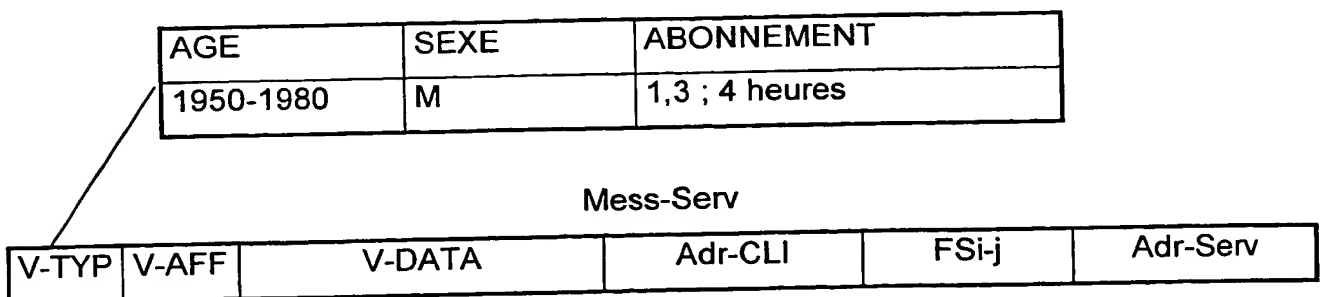 AGE SEXE ABONNEMENT
1950-1980 M 1,3 ; 4 heures
Mess-Serv
V-TYP V-AFF V-DATA Adr-CLI FSi-j Adr-Serv